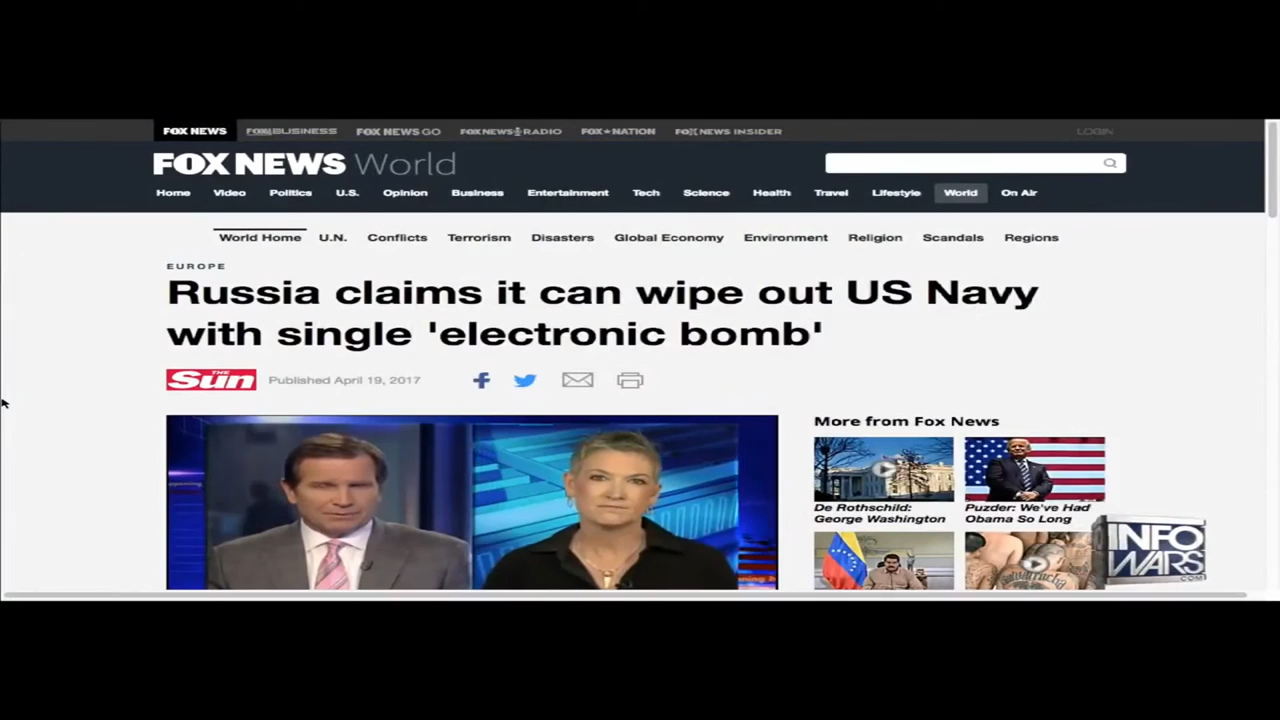 FOX NEWS FOX BUSINESS FOX NEWS GO FOX NEWS RADIO FOX NATION FOX NEWS INSIDER LOGIN
FOX NEWS World
Home Video Politics U.S. Opinion Business Entertainment Tech Science Health Travel Lifestyle World On Air
World Home U.N. Conflicts Terrorism Disasters Global Economy Environment Religion Scandals Regions
EUROPE
Russia claims it can wipe out US Navy
with single 'electronic bomb'
THE Sun Published April 19, 2017
More from Fox News
De Rothschild:
George Washington
Puzder: We've Had
Obama So Long
INFO
WARS
.COM